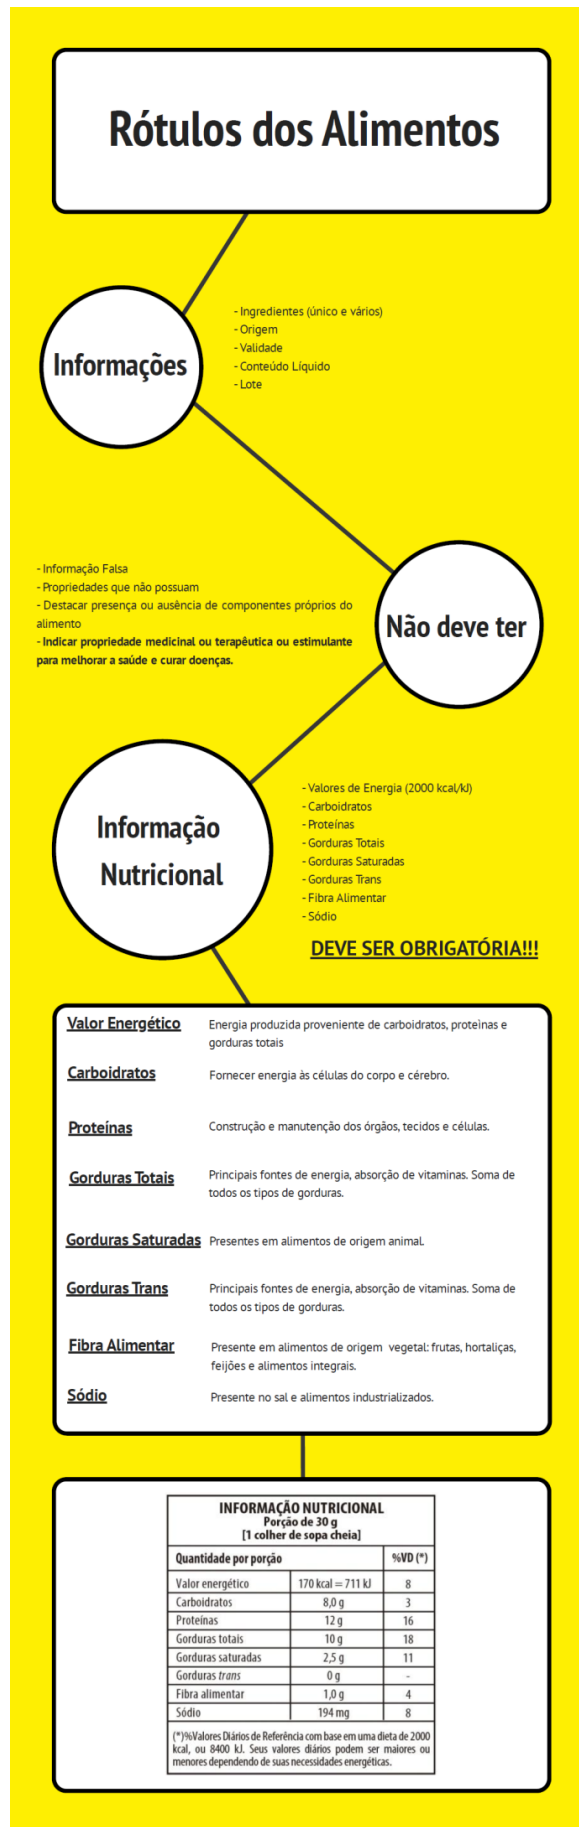 Rótulos dos Alimentos
Informações
- Ingredientes (único e vários)
- Origem
- Validade
- Conteúdo Líquido
- Lote
- Informação Falsa
- Propriedades que não possuam
- Destacar presença ou ausência de componentes próprios do
alimento
- Indicar propriedade medicinal ou terapêutica ou estimulante
para melhorar a saúde e curar doenças.
Não deve ter
Informação
Nutricional
- Valores de Energia (2000 kcal/kJ)
- Carboidratos
- Proteínas
- Gorduras Totais
- Gorduras Saturadas
- Gorduras Trans
- Fibra Alimentar
- Sódio
DEVE SER OBRIGATÓRIA!!!
Valor Energético Energia produzida proveniente de carboidratos, proteìnas e
gorduras totais
Carboidratos Fornecer energia às células do corpo e cérebro.
Proteínas Construção e manutenção dos órgãos, tecidos e células.
Gorduras Totais Principais fontes de energia, absorção de vitaminas. Soma de
todos os tipos de gorduras.
Gorduras Saturadas Presentes em alimentos de origem animal.
Gorduras Trans Principais fontes de energia, absorção de vitaminas. Soma de
todos os tipos de gorduras.
Fibra Alimentar Presente em alimentos de origem vegetal: frutas, hortaliças,
feijões e alimentos integrais.
Sódio Presente no sal e alimentos industrializados.
INFORMAÇÃO NUTRICIONAL
Porção de 30 g
[1 colher de sopa cheia]
Quantidade por porção %VD (*)
Valor energético 170 kcal = 711 kJ 8
Carboidratos 8,0 g 3
Proteínas 12 g 16
Gorduras totais 10 g 18
Gorduras saturadas 2,5 g 11
Gorduras trans 0 g -
Fibra alimentar 1,0 g 4
Sódio 194 mg 8
(*)%Valores Diários de Referência com base em uma dieta de 2000
kcal, ou 8400 kJ. Seus valores diários podem ser maiores ou
menores dependendo de suas necessidades energéticas.